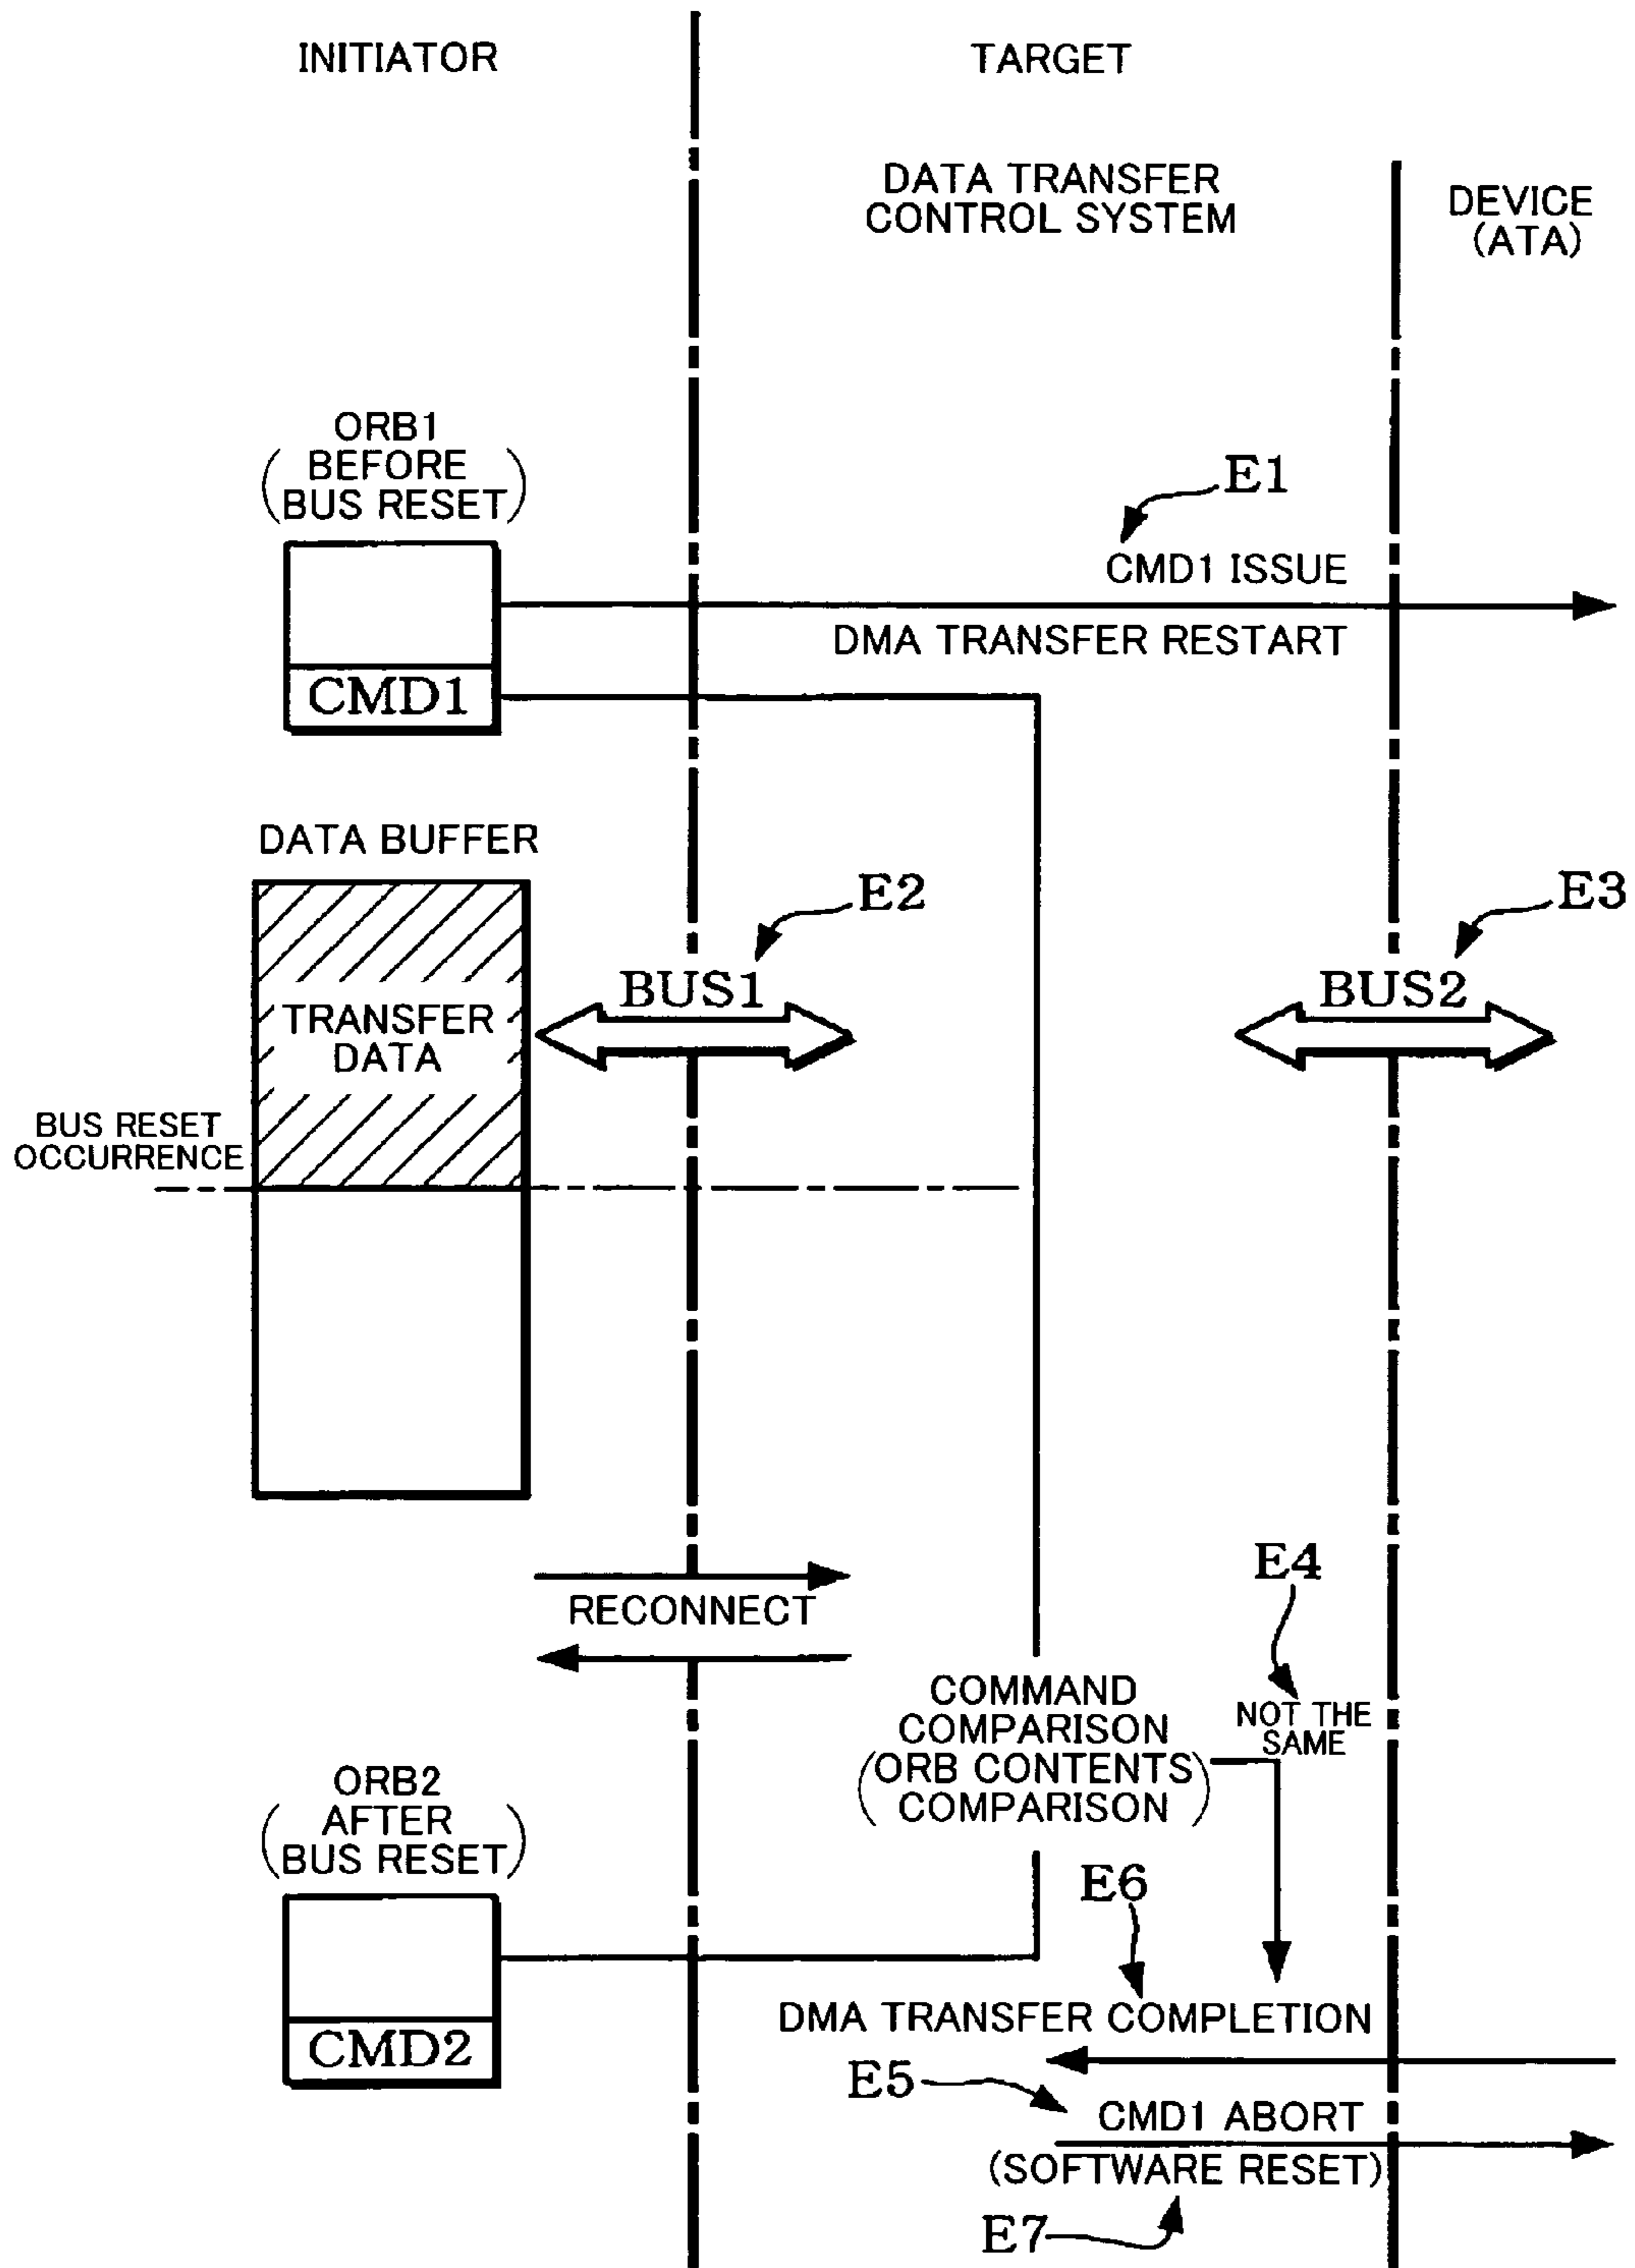 INITIATOR
TARGET
DATA TRANSFER
CONTROL SYSTEM
DEVICE
(ATA)
ORB1
(BEFORE
BUS RESET)
E1
CMD1 ISSUE
DMA TRANSFER RESTART
CMD1
DATA BUFFER
E2
E3
BUS1
BUS2
TRANSFER
DATA
BUS RESET
OCCURRENCE
RECONNECT
E4
NOT THE
SAME
COMMAND
COMPARISON
(ORB CONTENTS
COMPARISON)
ORB2
(AFTER
BUS RESET)
E6
CMD2
DMA TRANSFER COMPLETION
E5
CMD1 ABORT
(SOFTWARE RESET)
E7